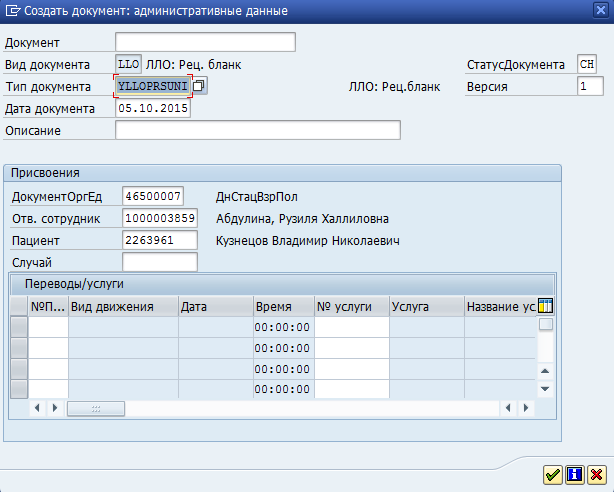 Создать документ: административные данные
Документ
Вид документа LLO ЛЛО: Рец. бланк СтатусДокумента CH
Тип документа YLLOPRSUNI ЛЛО: Рец.бланк Версия 1
Дата документа 05.10.2015
Описание
Присвоения
ДокументОргЕд 46500007 ДнСтацВзрПол
Отв. сотрудник 1000003859 Абдулина, Рузиля Халлиловна
Пациент 2263961 Кузнецов Владимир Николаевич
Случай
Переводы/услуги
№П... Вид движения Дата Время № услуги Услуга Название ус
00:00:00
00:00:00
00:00:00
00:00:00